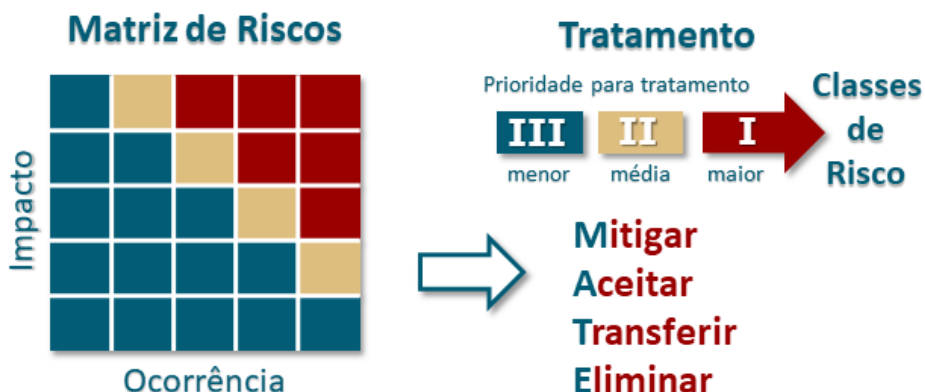 Matriz de Riscos
Impacto
Ocorrência
Tratamento
Prioridade para tratamento
III
II
I
menor
média
maior
Classes
de
Risco
Mitigar
Aceitar
Transferir
Eliminar